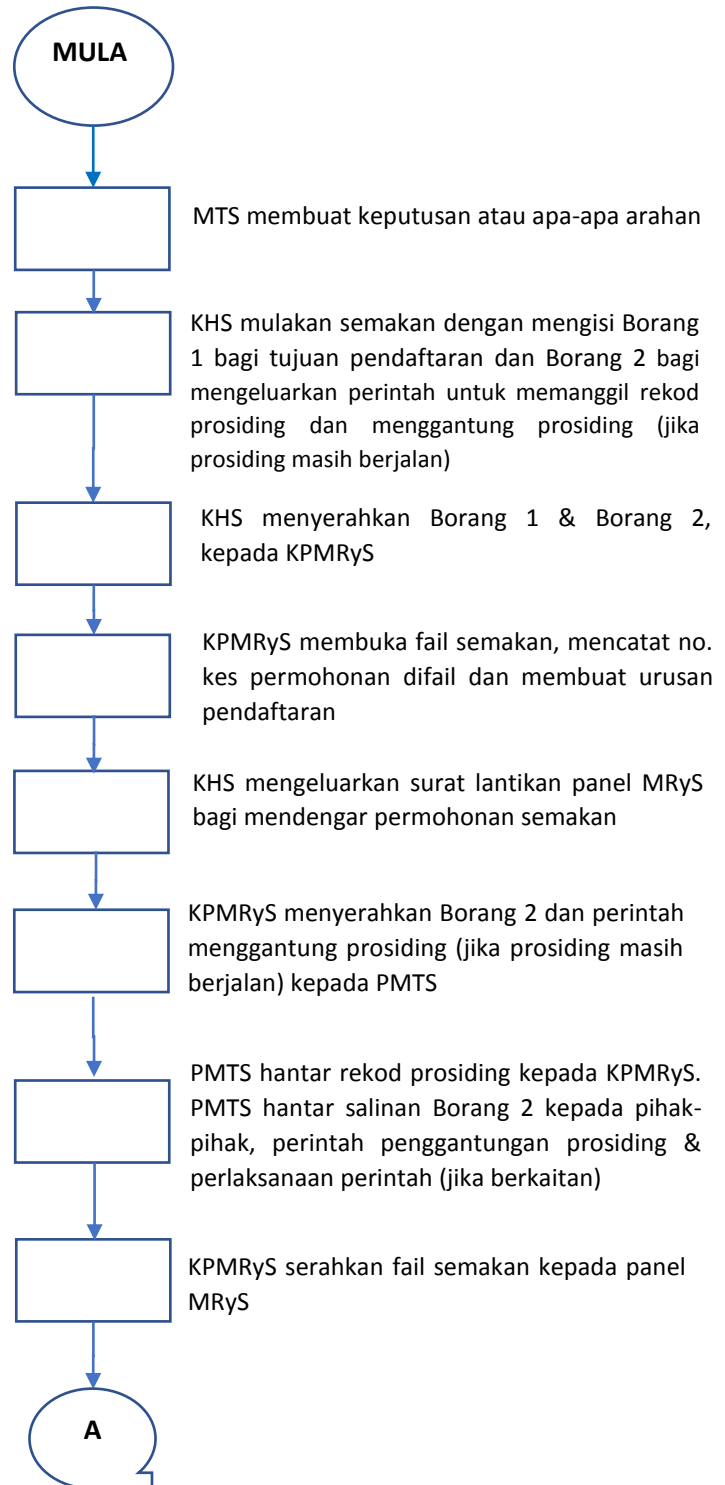 MULA
MTS membuat keputusan atau apa-apa arahan
KHS mulakan semakan dengan mengisi Borang
1 bagi tujuan pendaftaran dan Borang 2 bagi
mengeluarkan perintah untuk memanggil rekod
prosiding dan menggantung prosiding (jika
prosiding masih berjalan)
KHS menyerahkan Borang 1 & Borang 2,
kepada KPMRyS
KPMRyS membuka fail semakan, mencatat no.
kes permohonan difail dan membuat urusan
pendaftaran
KHS mengeluarkan surat lantikan panel MRyS
bagi mendengar permohonan semakan
KPMRyS menyerahkan Borang 2 dan perintah
menggantung prosiding (jika prosiding masih
berjalan) kepada PMTS
PMTS hantar rekod prosiding kepada KPMRyS.
PMTS hantar salinan Borang 2 kepada pihak-
pihak, perintah penggantungan prosiding &
perlaksanaan perintah (jika berkaitan)
KPMRyS serahkan fail semakan kepada panel
MRyS
A